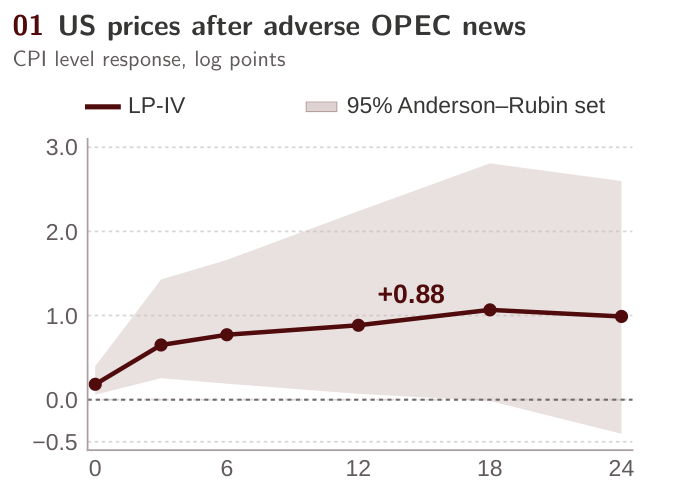 01 US prices after adverse OPEC news
CPI level response, log points
LP-IV 95% Anderson–Rubin set
3.0
2.0
+0.88
1.0
0.0
−0.5
0 6 12 18 24